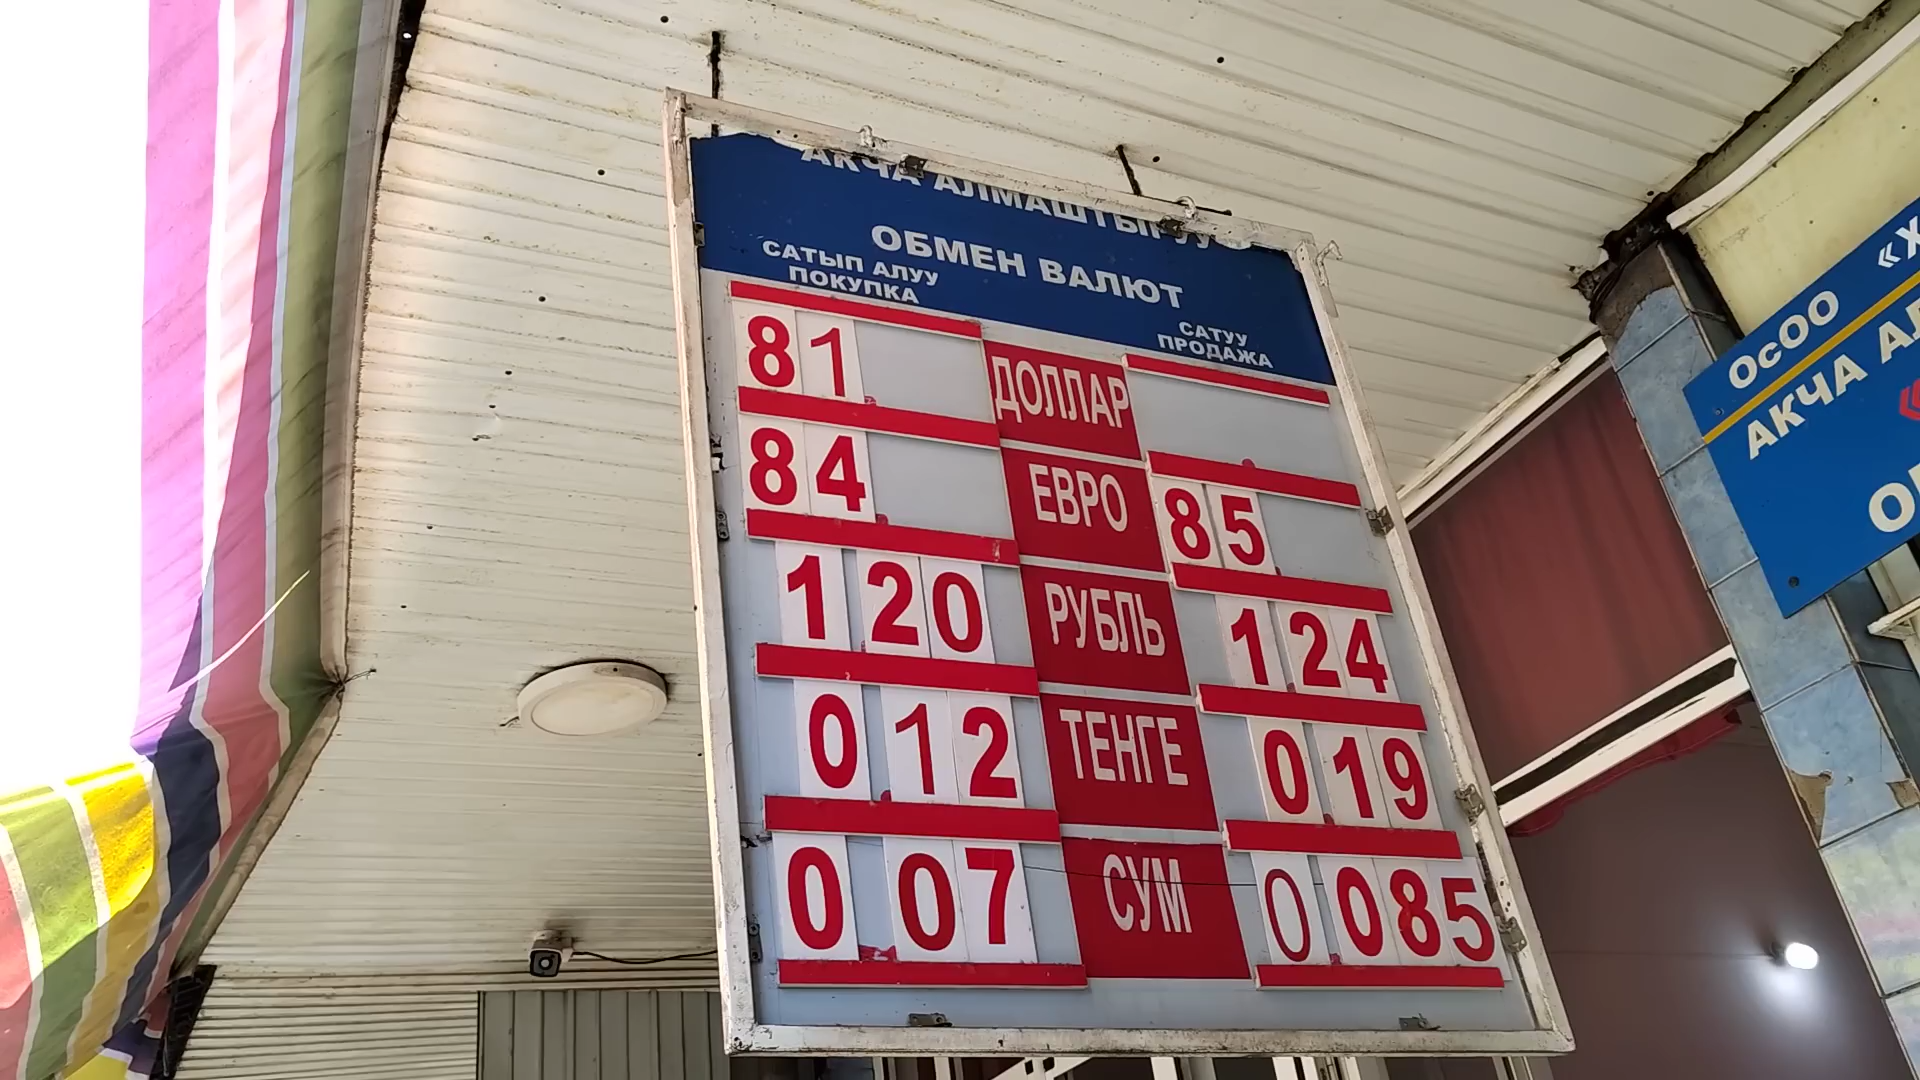 АКЧА АЛМАШТЫРУУ
ОБМЕН ВАЛЮТ
САТЫП АЛУУ
ПОКУПКА
САТУУ
ПРОДАЖА
81 ДОЛЛАР
84 ЕВРО 85
1 20 РУБЛЬ 1 24
0 12 ТЕНГЕ 0 19
0 07 СУМ 0 085
ОсОО
АКЧА